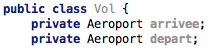 public class Vol {
    private Aeroport arrivee;
    private Aeroport depart;